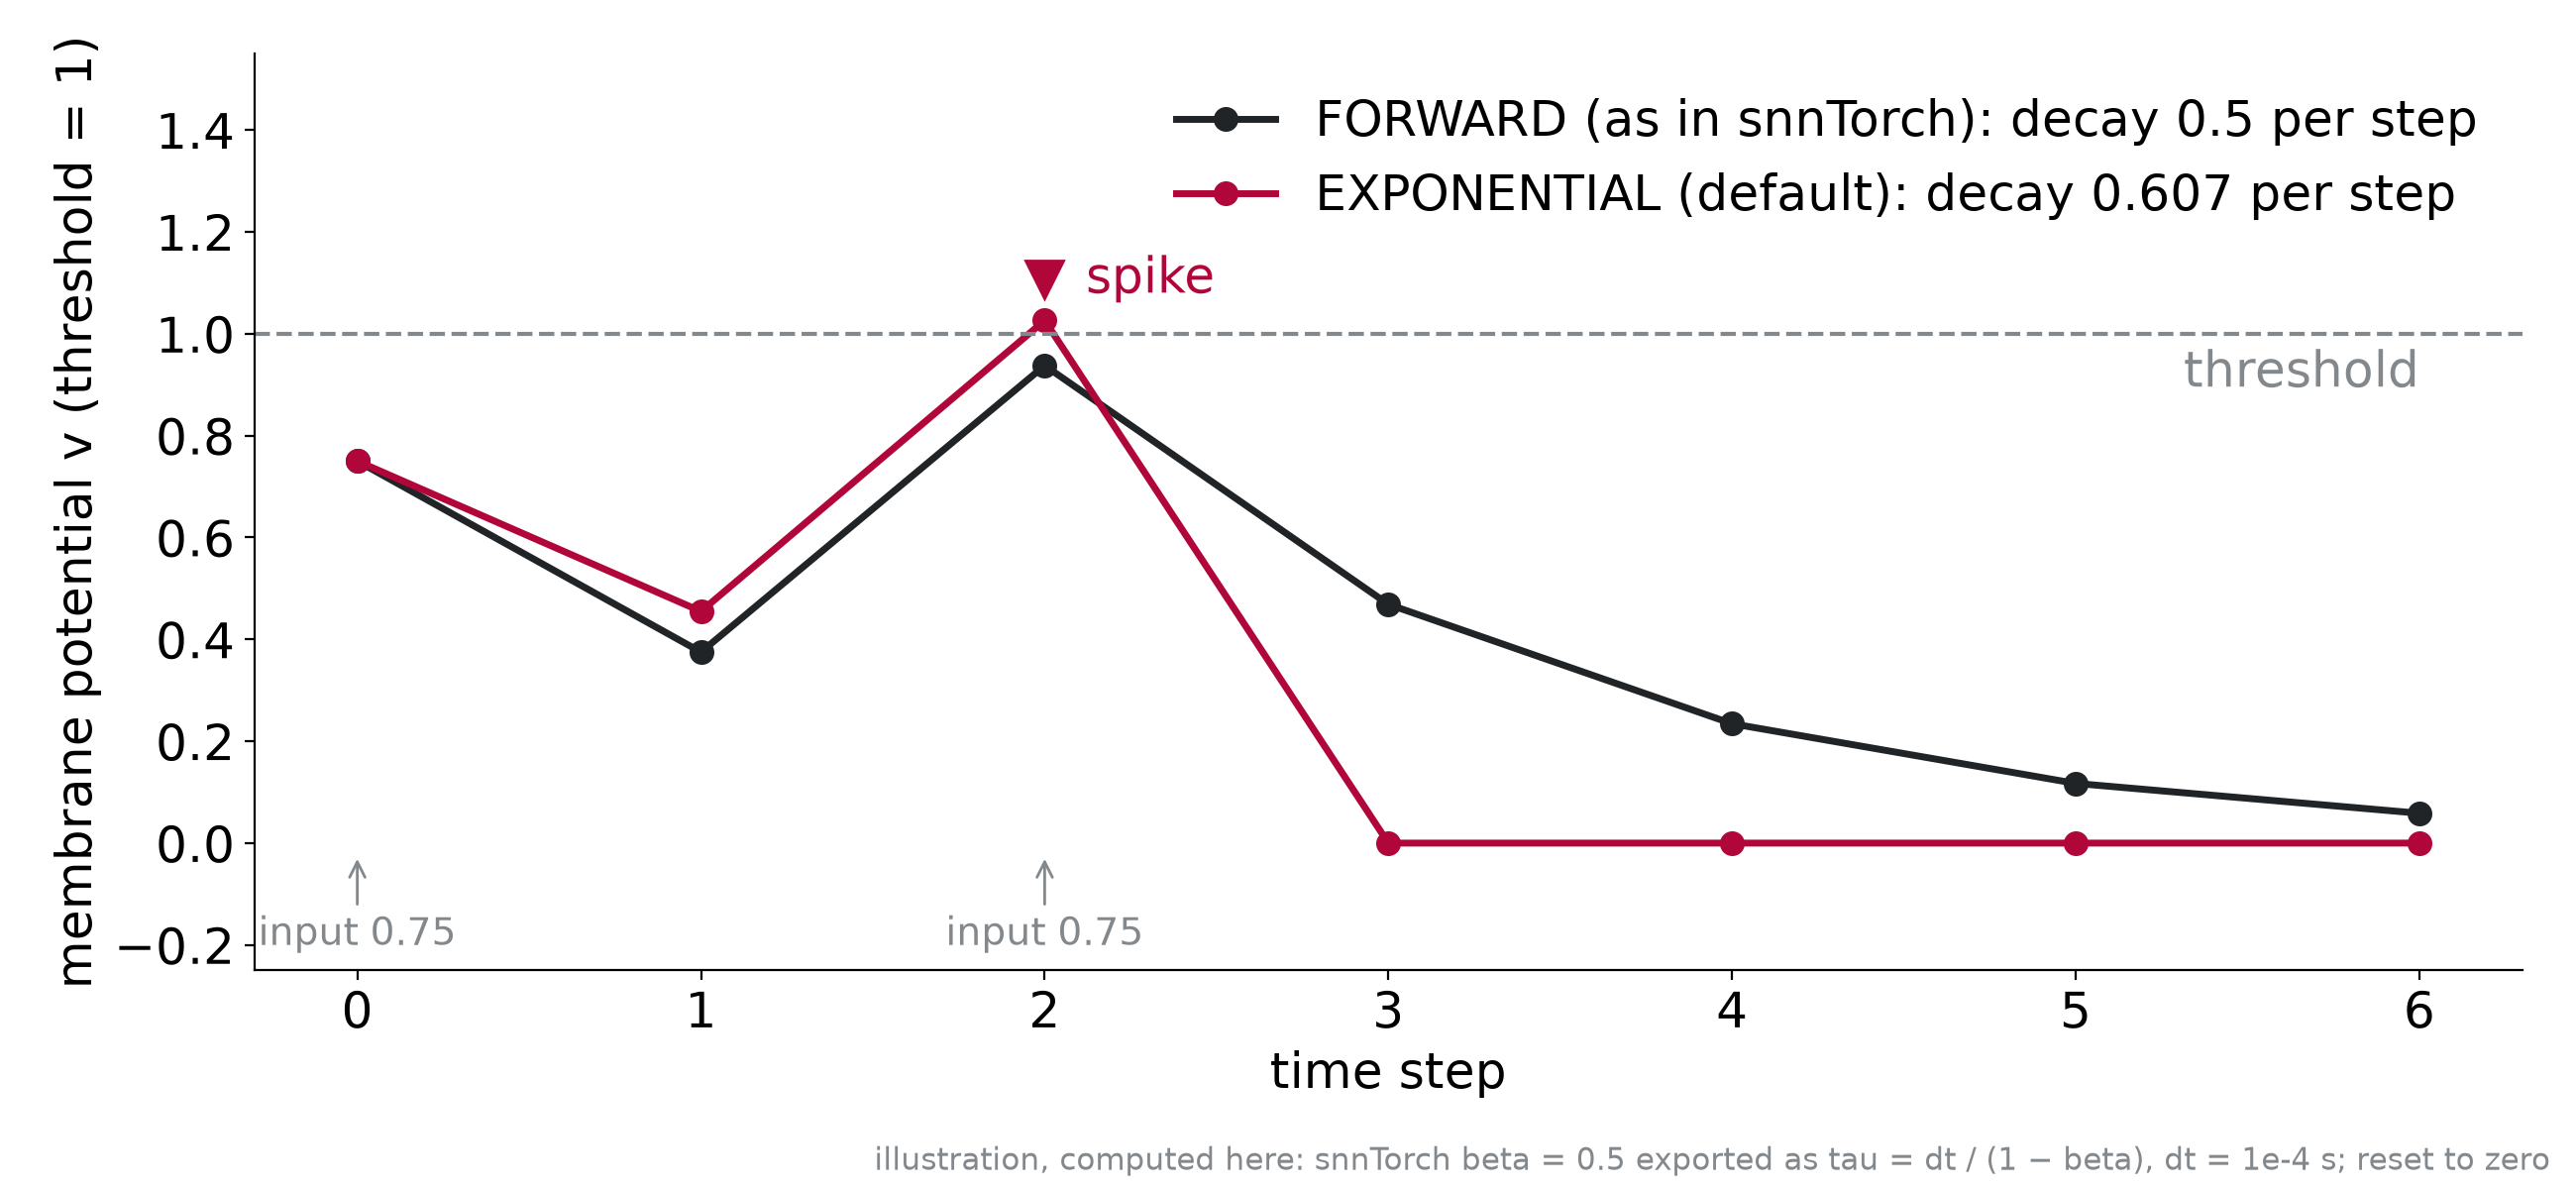 membrane potential v (threshold = 1)
1.4
1.2
1.0
0.8
0.6
0.4
0.2
0.0
−0.2
FORWARD (as in snnTorch): decay 0.5 per step
EXPONENTIAL (default): decay 0.607 per step
spike
threshold
input 0.75
input 0.75
0 1 2 3 4 5 6
time step
illustration, computed here: snnTorch beta = 0.5 exported as tau = dt / (1 − beta), dt = 1e-4 s; reset to zero